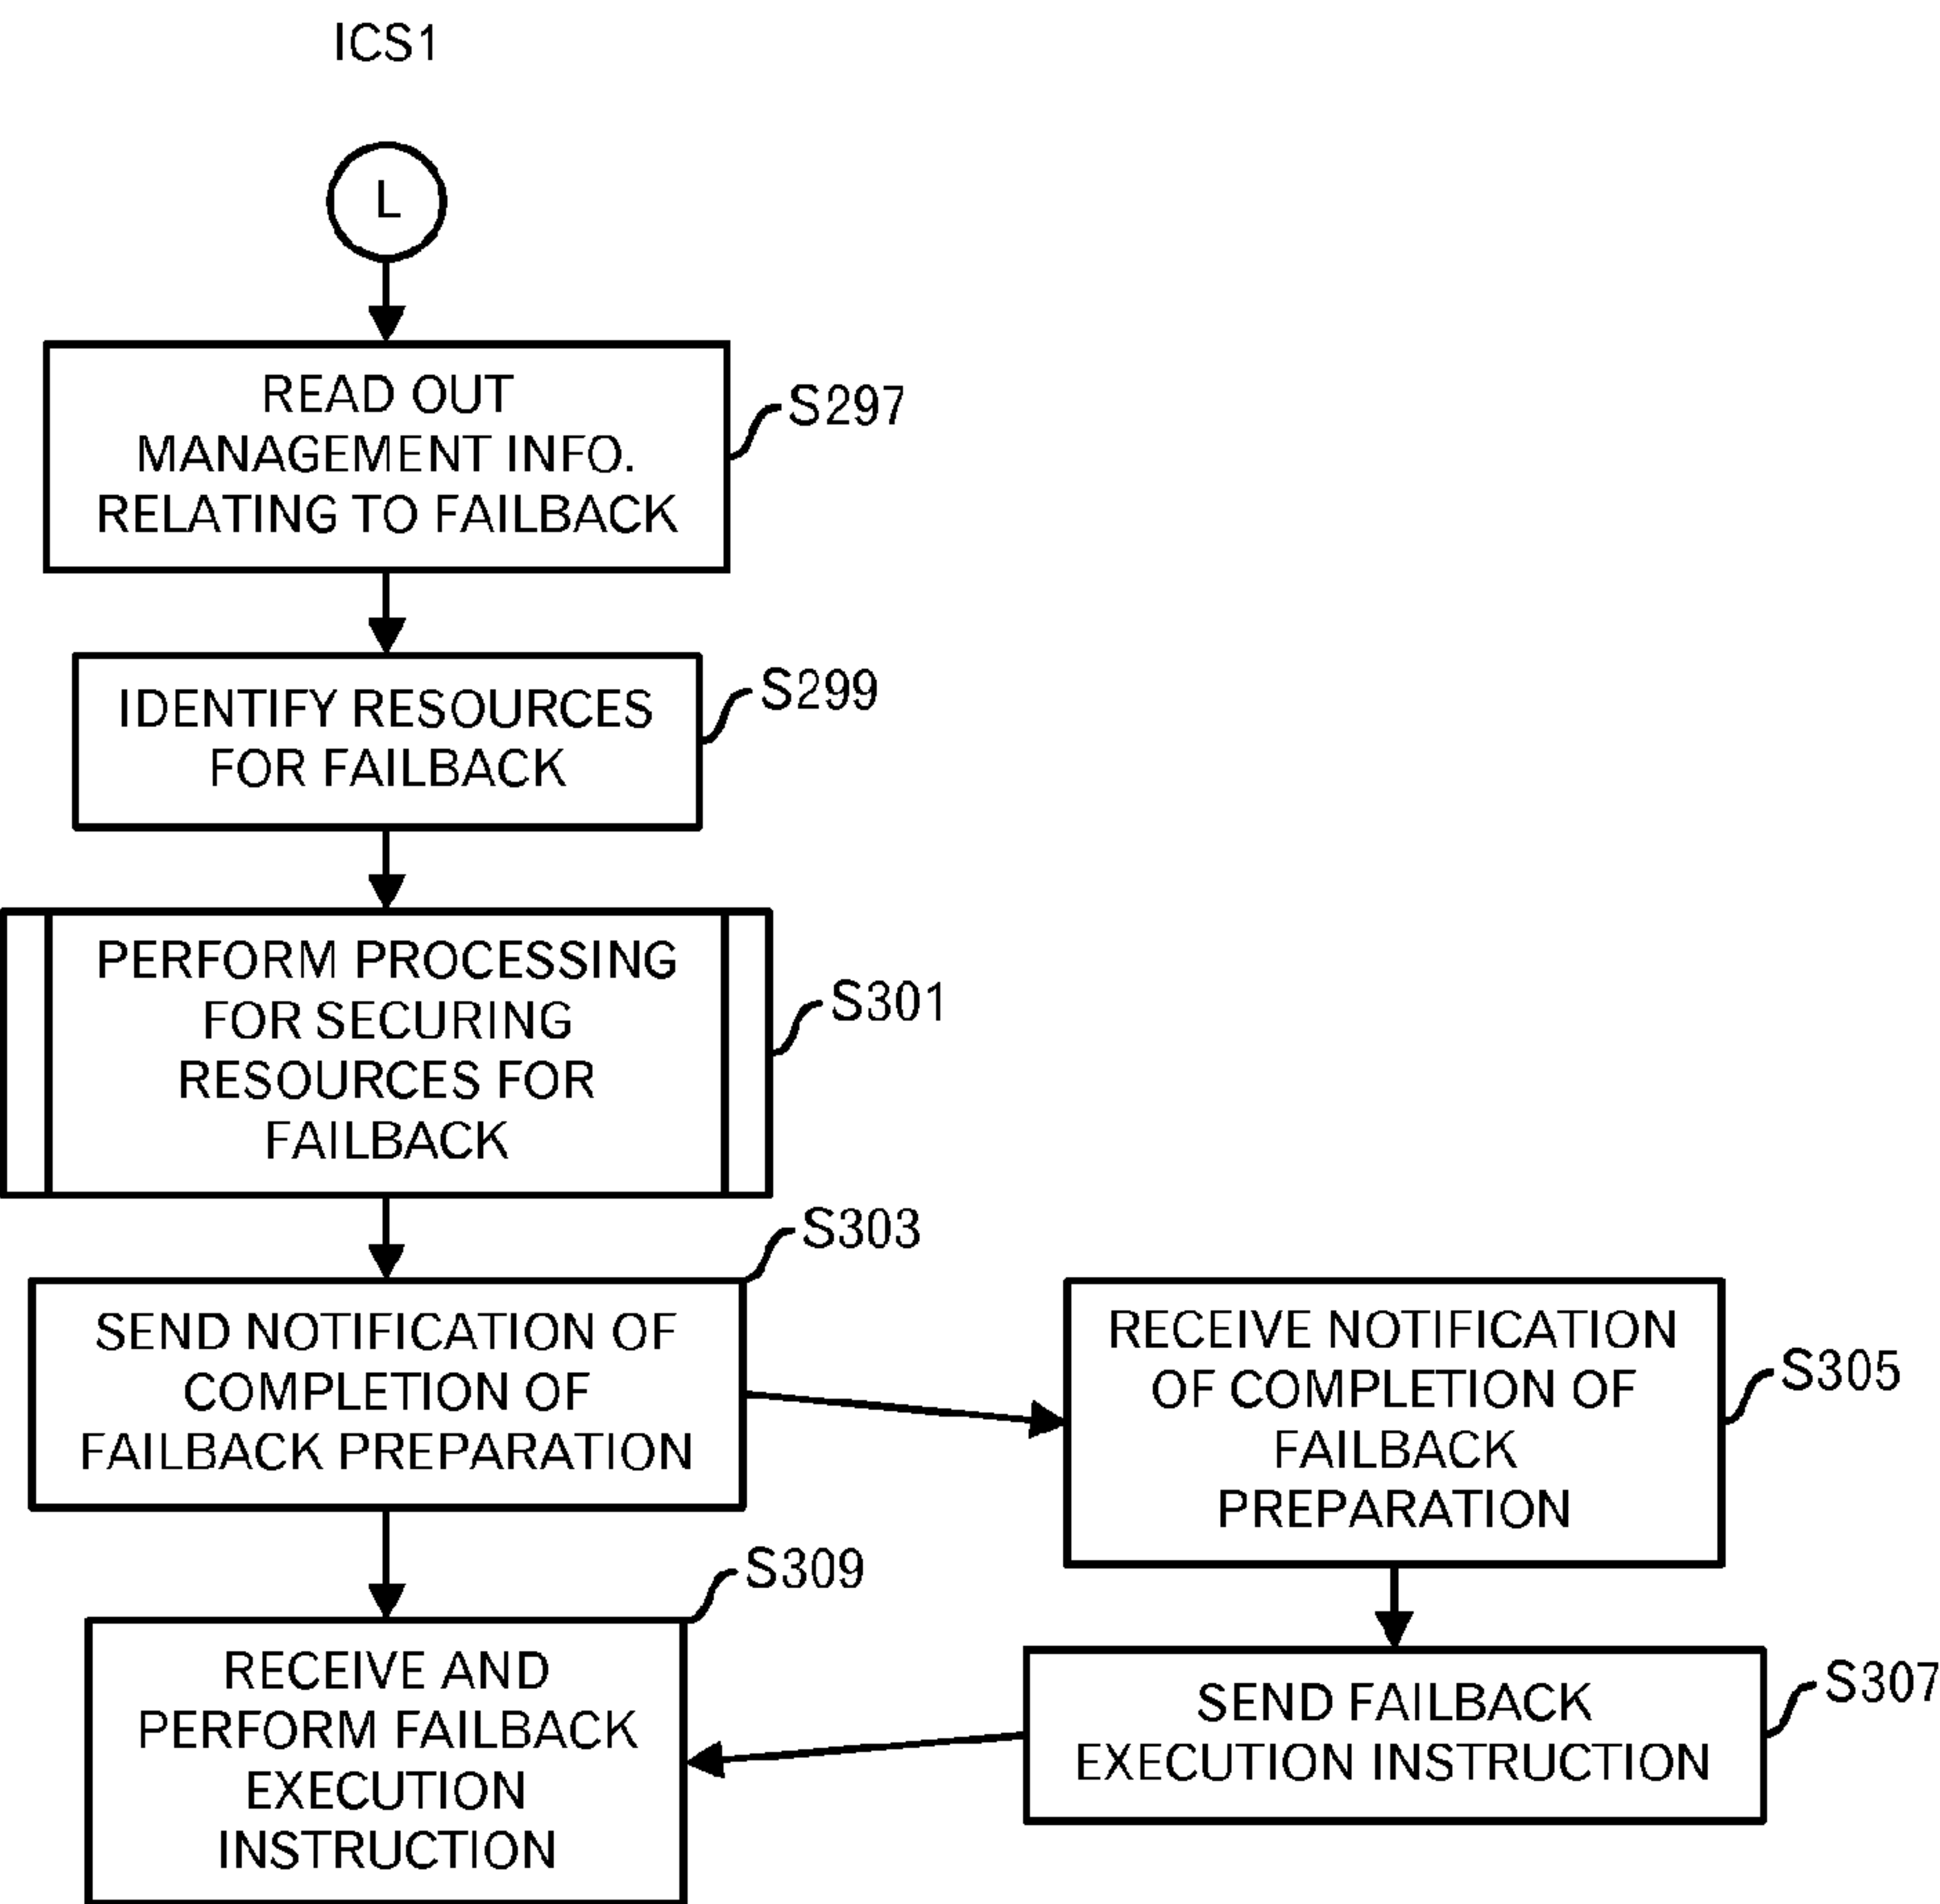 ICS1
L
READ OUT
MANAGEMENT INFO.
RELATING TO FAILBACK
S297
IDENTIFY RESOURCES
FOR FAILBACK
S299
PERFORM PROCESSING
FOR SECURING
RESOURCES FOR
FAILBACK
S301
S303
SEND NOTIFICATION OF
COMPLETION OF
FAILBACK PREPARATION
RECEIVE NOTIFICATION
OF COMPLETION OF
FAILBACK
PREPARATION
S305
S309
RECEIVE AND
PERFORM FAILBACK
EXECUTION
INSTRUCTION
SEND FAILBACK
EXECUTION INSTRUCTION
S307